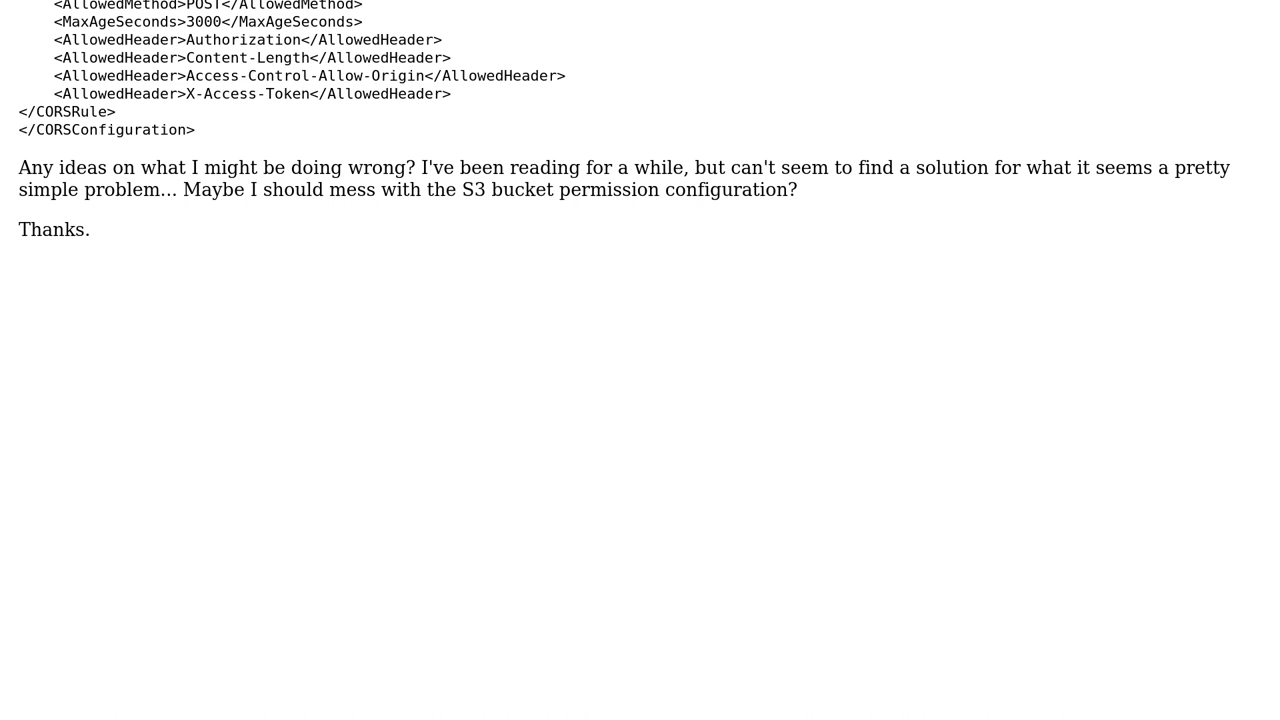 <AllowedMethod>POST</AllowedMethod>
<MaxAgeSeconds>3000</MaxAgeSeconds>
<AllowedHeader>Authorization</AllowedHeader>
<AllowedHeader>Content-Length</AllowedHeader>
<AllowedHeader>Access-Control-Allow-Origin</AllowedHeader>
<AllowedHeader>X-Access-Token</AllowedHeader>
</CORSRule>
</CORSConfiguration>
Any ideas on what I might be doing wrong? I've been reading for a while, but can't seem to find a solution for what it seems a pretty
simple problem... Maybe I should mess with the S3 bucket permission configuration?
Thanks.